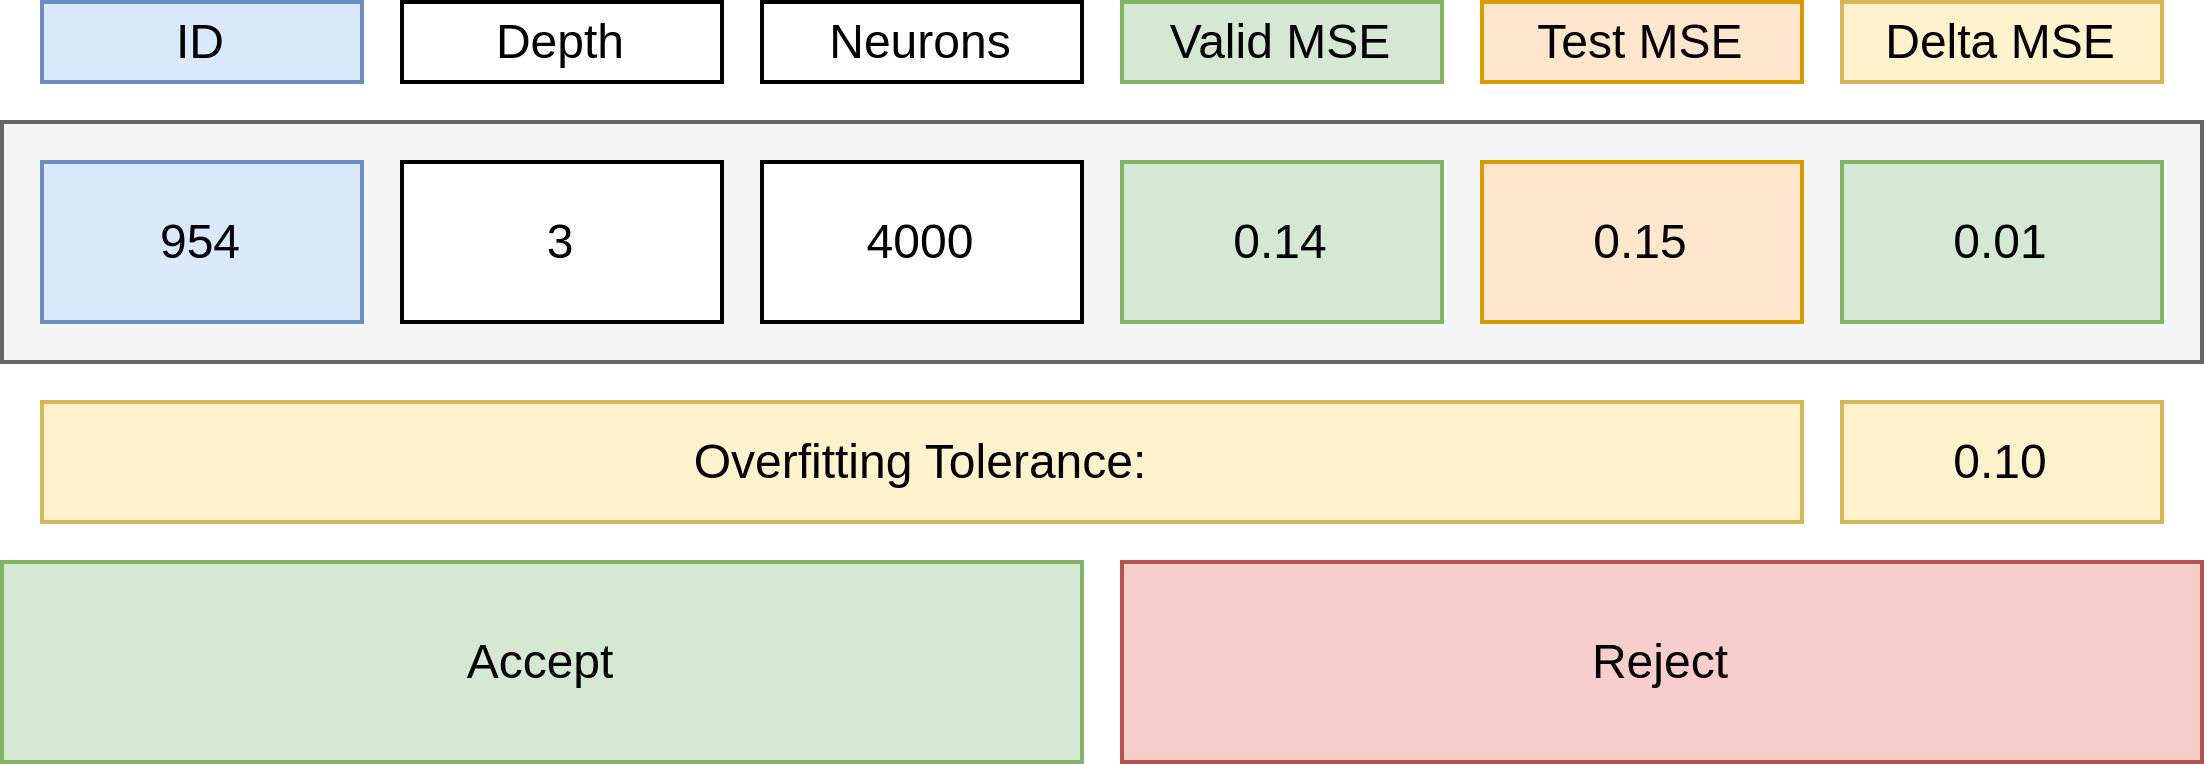 ID Depth Neurons Valid MSE Test MSE Delta MSE
954 3 4000 0.14 0.15 0.01
Overfitting Tolerance: 0.10
Accept Reject